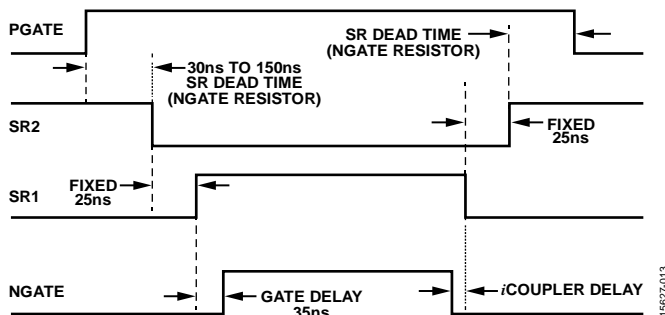 PGATE
SR DEAD TIME
(NGATE RESISTOR)
30ns TO 150ns
SR DEAD TIME
(NGATE RESISTOR)
SR2
FIXED
25ns
FIXED
25ns
SR1
NGATE
GATE DELAY
35ns
iCOUPLER DELAY
15627-013